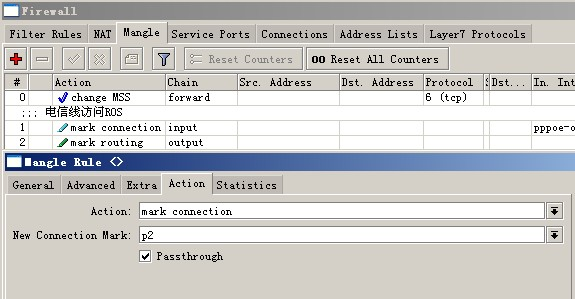 Firewall
Filter Rules NAT Mangle Service Ports Connections Address Lists Layer7 Protocols
Reset Counters 00 Reset All Counters
# Action Chain Src. Address Dst. Address Protocol Dst... In. Int
0 change MSS forward 6 (tcp)
;;; 电信线访问ROS
1 mark connection input pppoe-o
2 mark routing output
Mangle Rule <>
General Advanced Extra Action Statistics
Action: mark connection
New Connection Mark: p2
Passthrough